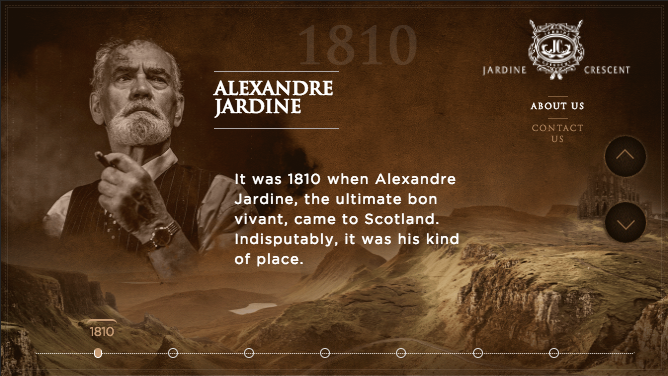 1810
JARDINE CRESCENT
ALEXANDRE
JARDINE
ABOUT US
CONTACT
US
It was 1810 when Alexandre
Jardine, the ultimate bon
vivant, came to Scotland.
Indisputably, it was his kind
of place.
1810